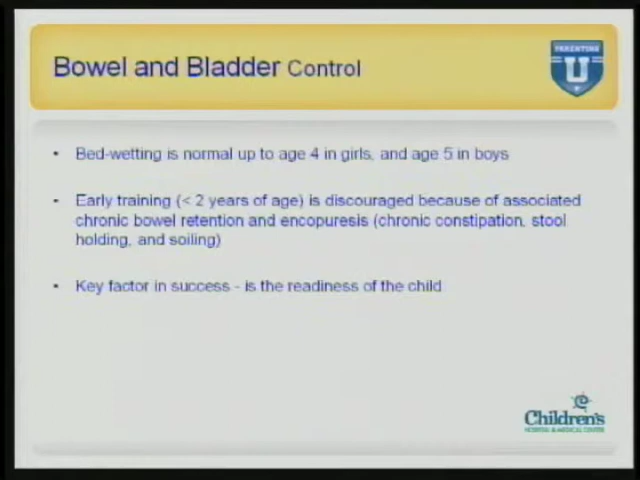 Bowel and Bladder Control
PARENTING
U
• Bed-wetting is normal up to age 4 in girls, and age 5 in boys
• Early training (< 2 years of age) is discouraged because of associated
chronic bowel retention and encopuresis (chronic constipation, stool
holding, and soiling)
• Key factor in success - is the readiness of the child
Children's
HOSPITAL & MEDICAL CENTER